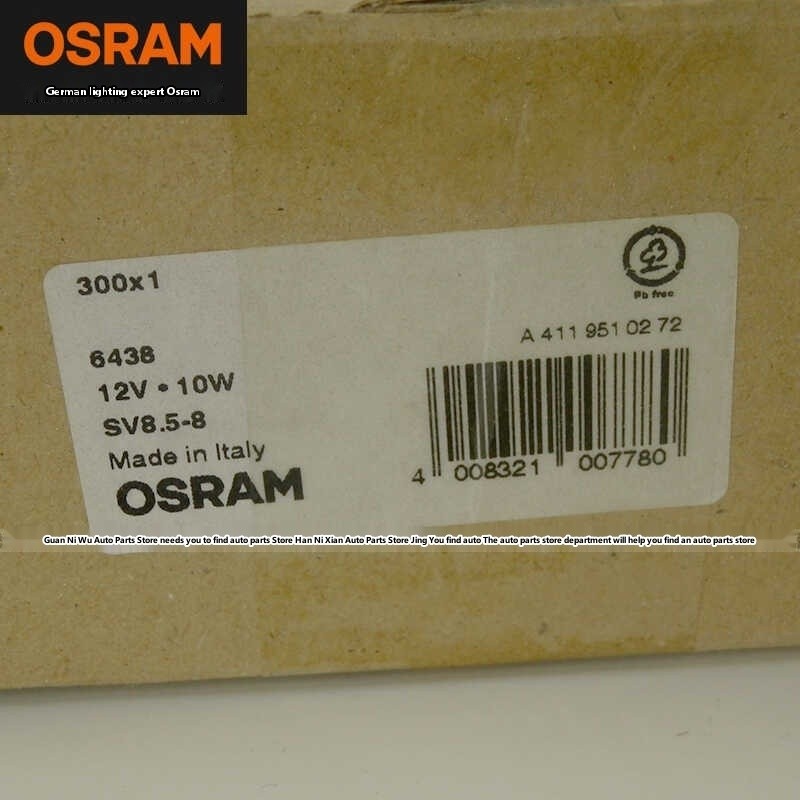 OSRAM
German lighting expert Osram
300x1
Pb free
A 411 951 02 72
6438
12V • 10W
SV8.5-8
Made in Italy
OSRAM
4 008321 007780
Guan Ni Wu Auto Parts Store needs you to find auto parts Store Han Ni Xian Auto Parts Store Jing You find auto The auto parts store department will help you find an auto parts store